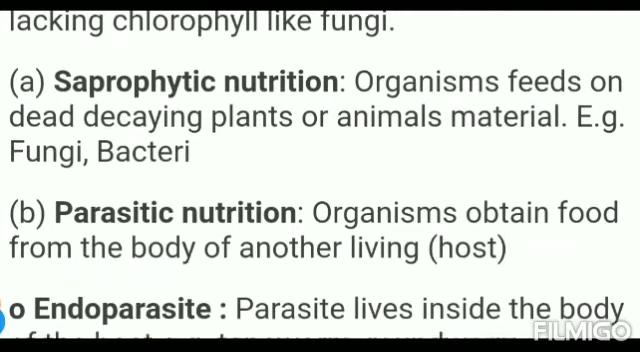 lacking chlorophyll like fungi.
(a) Saprophytic nutrition: Organisms feeds on
dead decaying plants or animals material. E.g.
Fungi, Bacteri
(b) Parasitic nutrition: Organisms obtain food
from the body of another living (host)
o Endoparasite : Parasite lives inside the body
FILMIGO